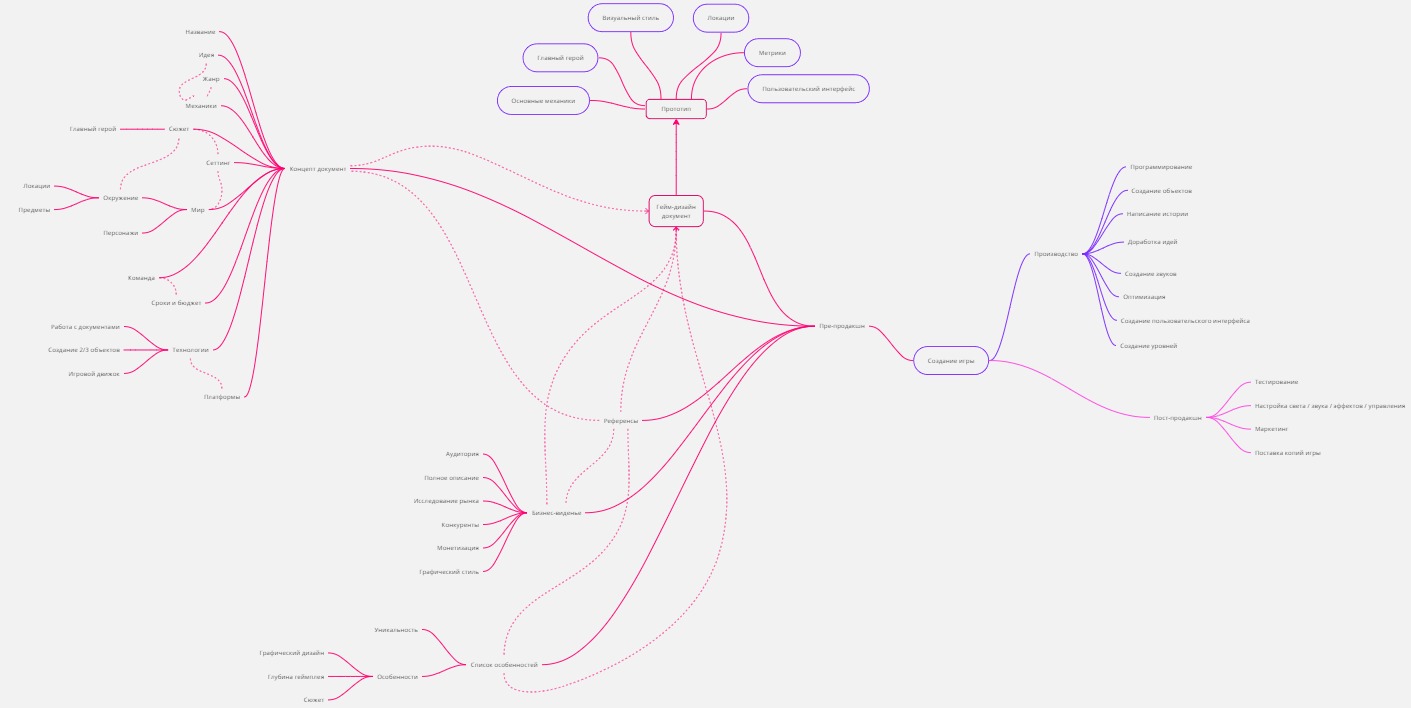 Визуальный стиль
Локации
Главный герой
Метрики
Основные механики
Пользовательский интерфейс
Прототип
Название
Идея
Жанр
Механики
Главный герой
Сюжет
Сеттинг
Концепт документ
Локации
Окружение
Предметы
Мир
Персонажи
Команда
Сроки и бюджет
Работа с документами
Создание 2/3 объектов
Технологии
Игровой движок
Платформы
Гейм-дизайн
документ
Пре-продакшн
Создание игры
Референсы
Аудитория
Полное описание
Исследование рынка
Бизнес-виденье
Конкуренты
Монетизация
Графический стиль
Уникальность
Список особенностей
Графический дизайн
Глубина геймплея
Особенности
Сюжет
Программирование
Создание объектов
Написание истории
Доработка идей
Производство
Создание звуков
Оптимизация
Создание пользовательского интерфейса
Создание уровней
Тестирование
Настройка света / звука / эффектов / управления
Пост-продакшн
Маркетинг
Поставка копий игры